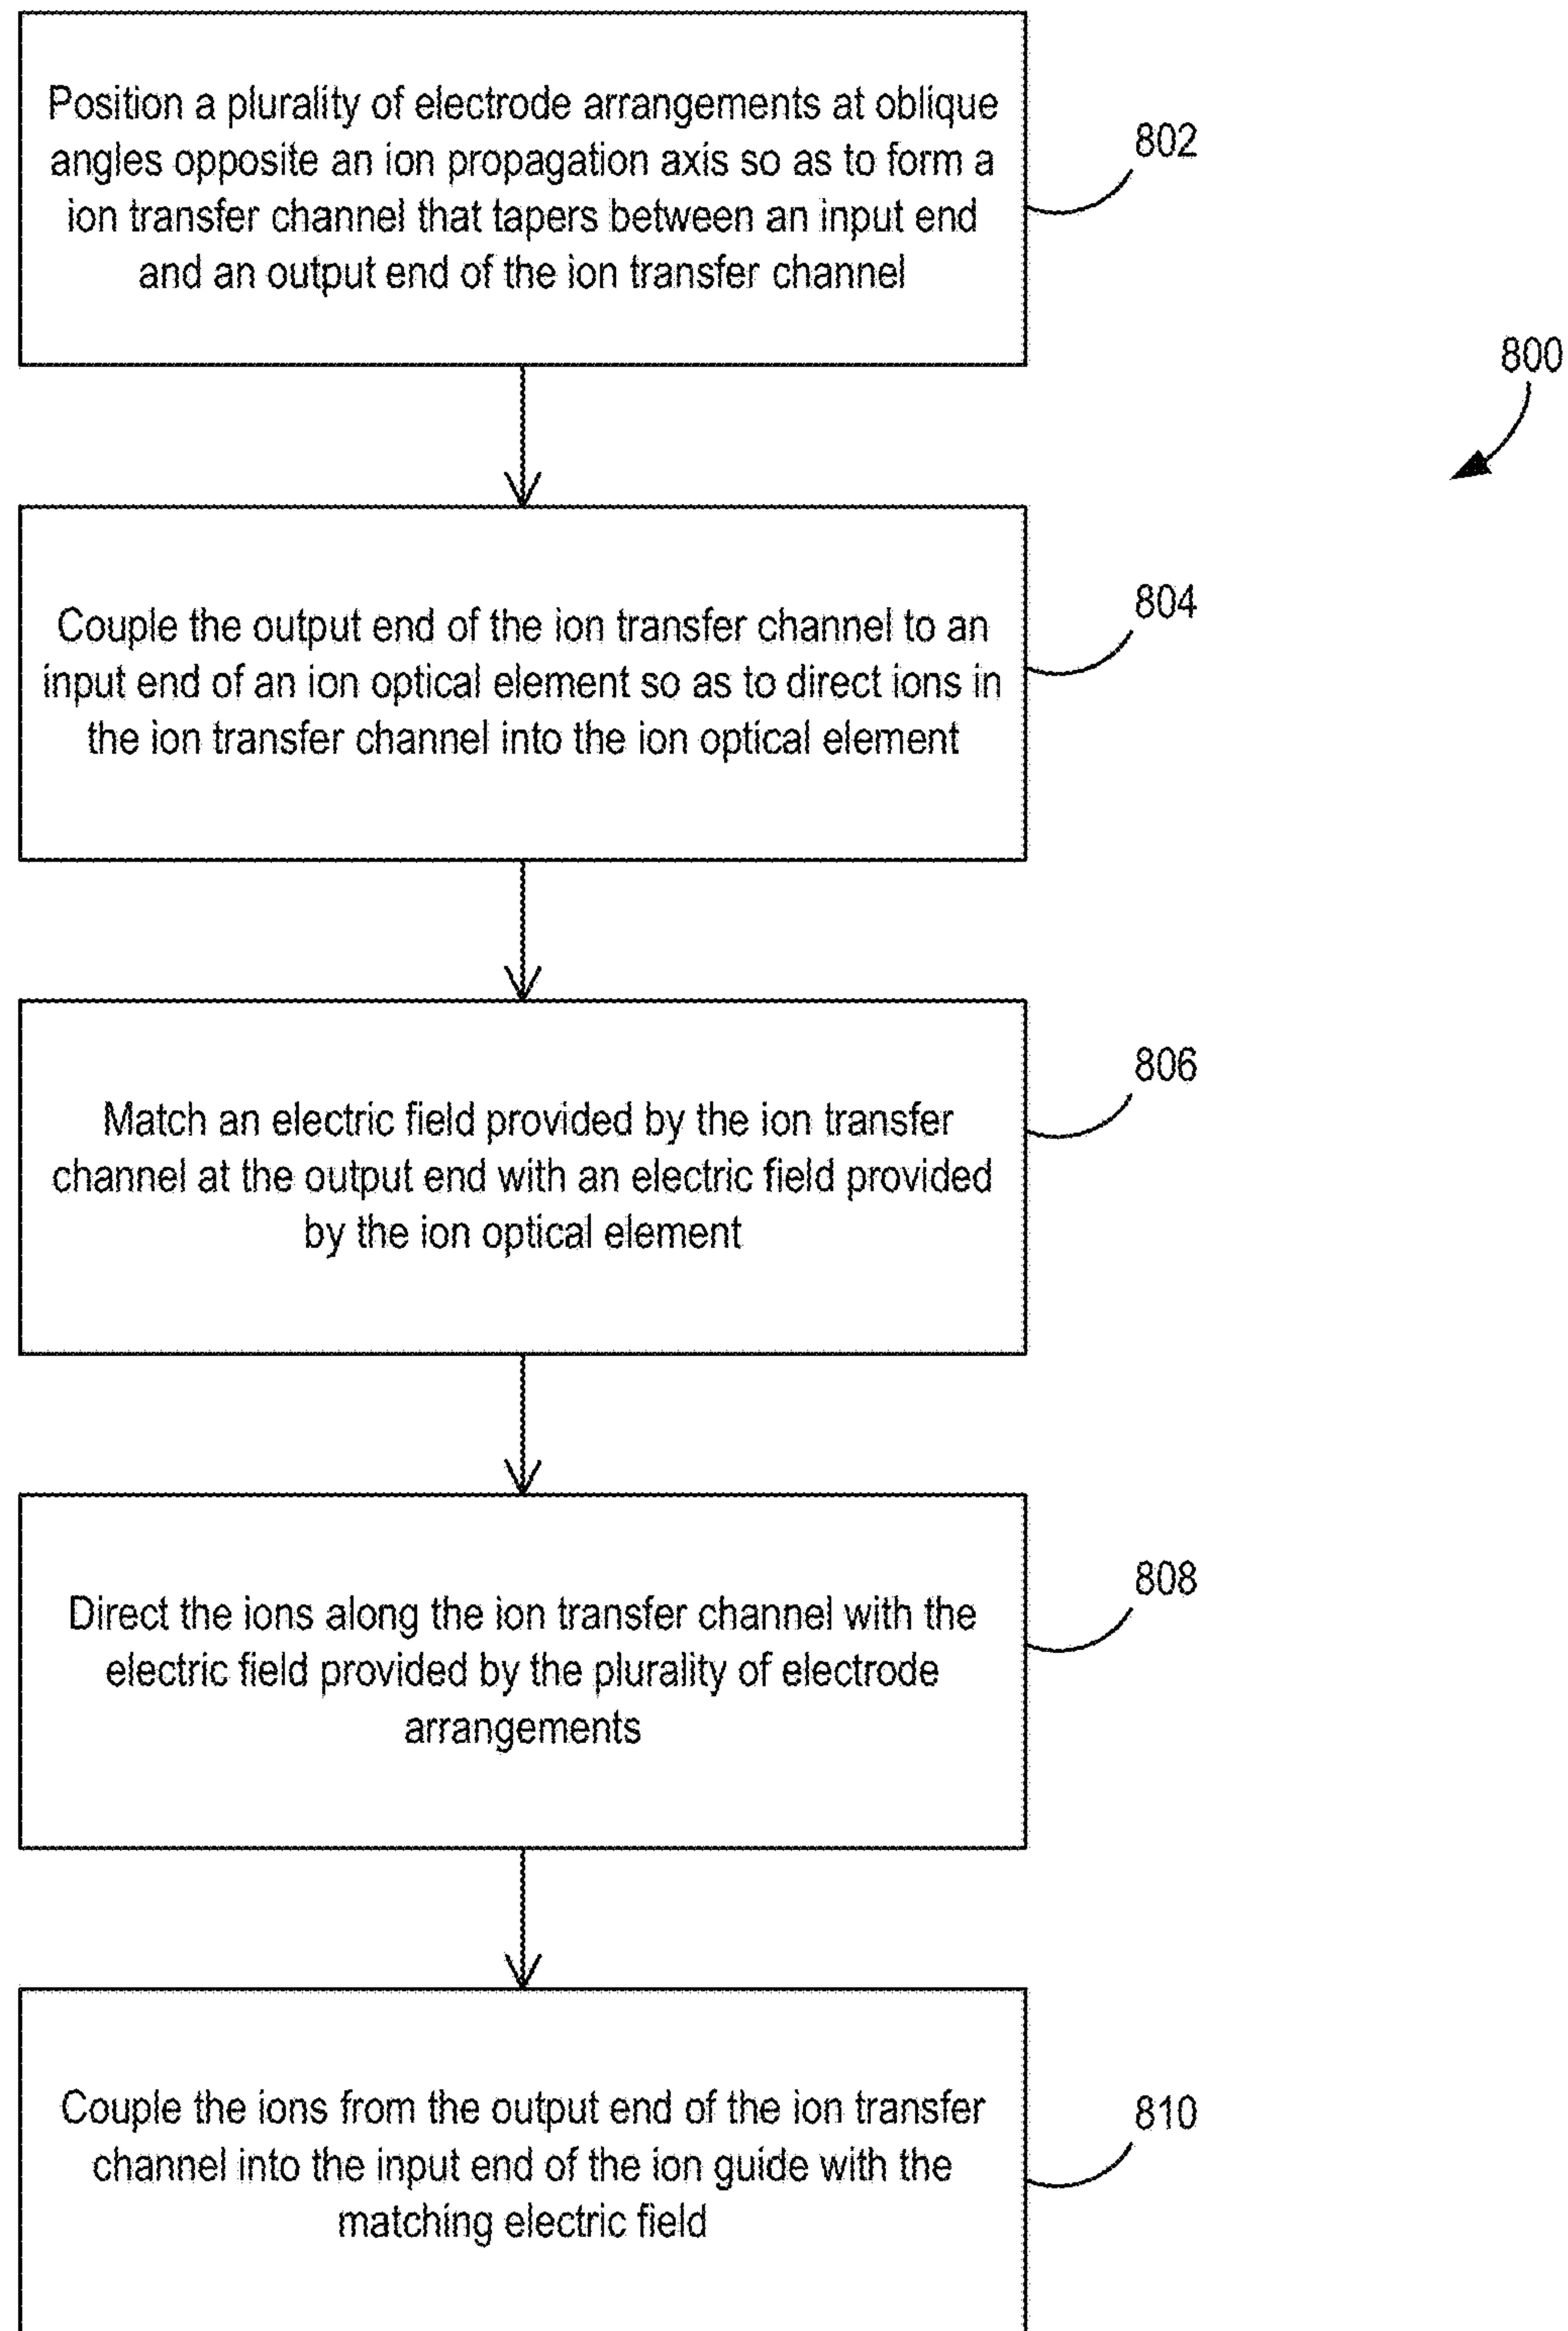 Position a plurality of electrode arrangements at oblique
angles opposite an ion propagation axis so as to form a
ion transfer channel that tapers between an input end
and an output end of the ion transfer channel
802
800
Couple the output end of the ion transfer channel to an
input end of an ion optical element so as to direct ions in
the ion transfer channel into the ion optical element
804
Match an electric field provided by the ion transfer
channel at the output end with an electric field provided
by the ion optical element
806
Direct the ions along the ion transfer channel with the
electric field provided by the plurality of electrode
arrangements
808
Couple the ions from the output end of the ion transfer
channel into the input end of the ion guide with the
matching electric field
810